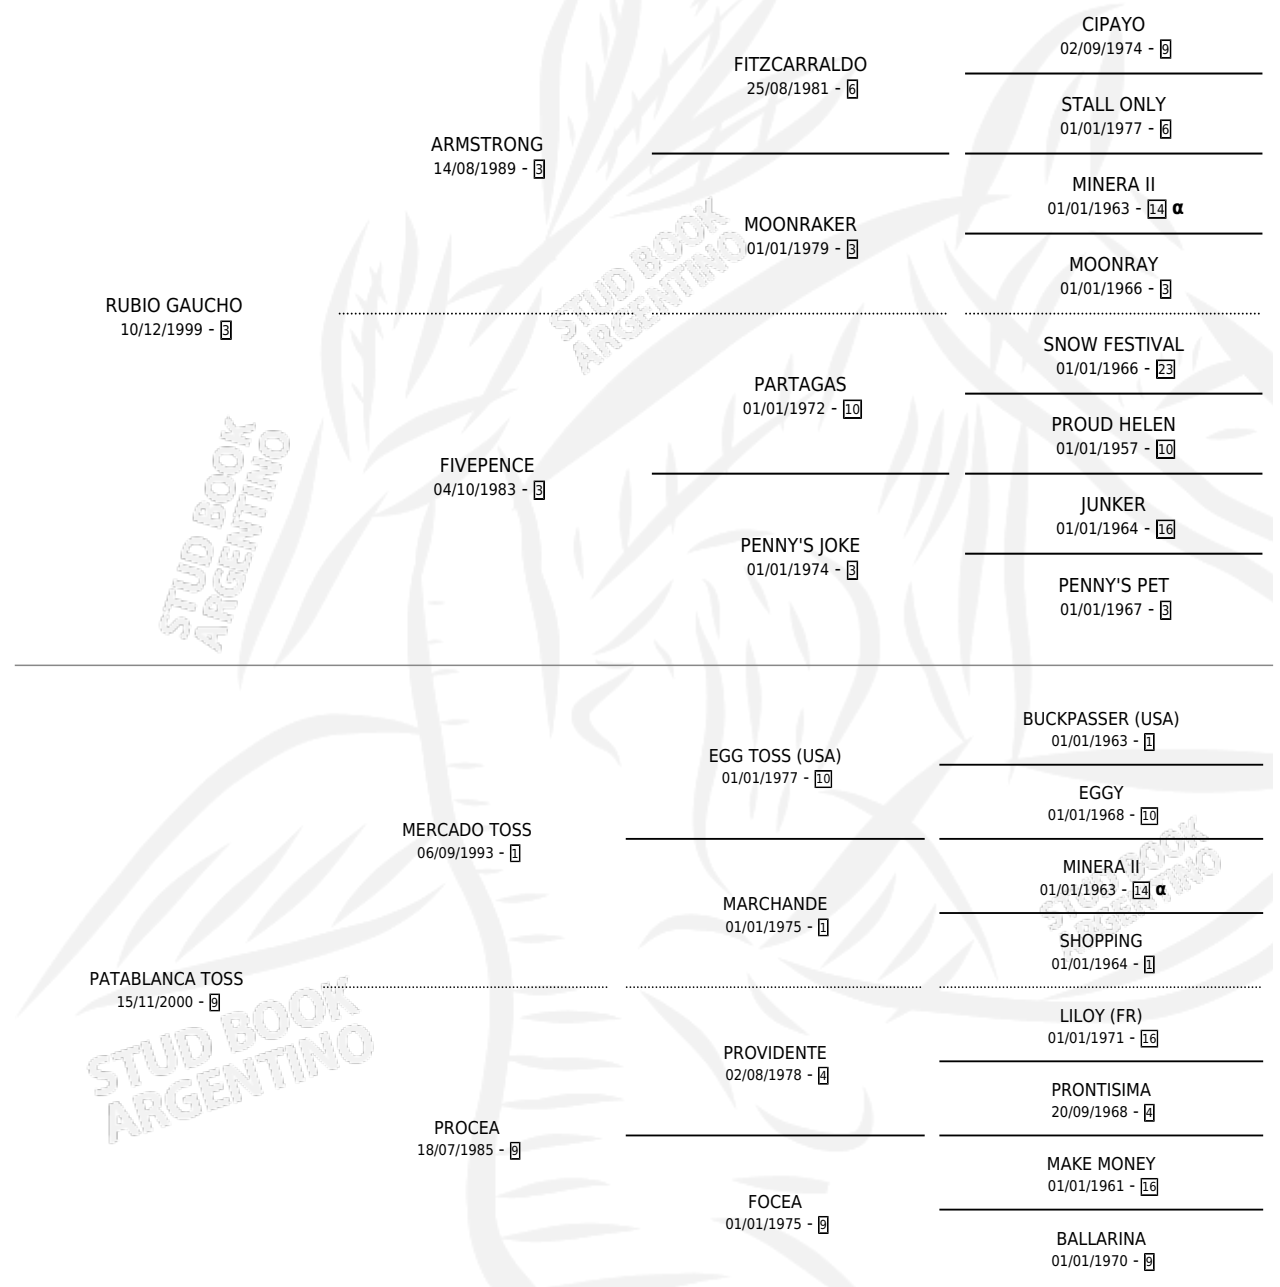 CIPAYO
02/09/1974 - 9
FITZCARRALDO
25/08/1981 - 6
STALL ONLY
01/01/1977 - 6
ARMSTRONG
14/08/1989 - 3
MINERA II
01/01/1963 - 14 α
MOONRAKER
01/01/1979 - 3
MOONRAY
01/01/1966 - 3
RUBIO GAUCHO
10/12/1999 - 3
SNOW FESTIVAL
01/01/1966 - 23
PARTAGAS
01/01/1972 - 10
PROUD HELEN
01/01/1957 - 10
FIVEPENCE
04/10/1983 - 3
JUNKER
01/01/1964 - 16
PENNY'S JOKE
01/01/1974 - 3
PENNY'S PET
01/01/1967 - 3
STUD BOOK
ARGENTINO
STUD BOOK
ARGENTINO
BUCKPASSER (USA)
01/01/1963 - 1
EGG TOSS (USA)
01/01/1977 - 10
EGGY
01/01/1968 - 10
MERCADO TOSS
06/09/1993 - 1
MINERA II
01/01/1963 - 14 α
MARCHANDE
01/01/1975 - 1
SHOPPING
01/01/1964 - 1
PATABLANCA TOSS
15/11/2000 - 9
LILOY (FR)
01/01/1971 - 16
PROVIDENTE
02/08/1978 - 4
PRONTISIMA
20/09/1968 - 4
PROCEA
18/07/1985 - 9
MAKE MONEY
01/01/1961 - 16
FOCEA
01/01/1975 - 9
BALLARINA
01/01/1970 - 9
STUD BOOK
ARGENTINO
STUD BOOK
ARGENTINO